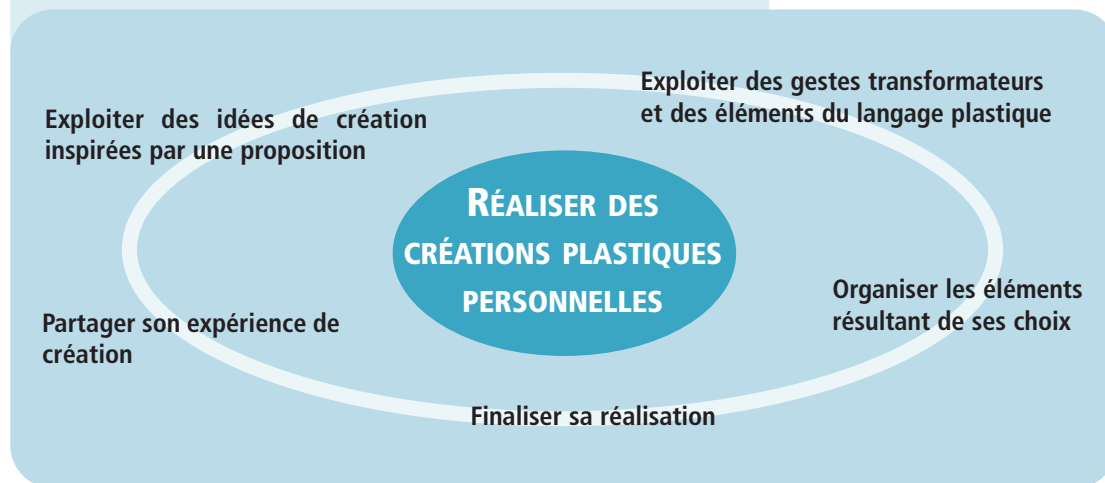 Exploiter des idées de création
inspirées par une proposition
Exploiter des gestes transformateurs
et des éléments du langage plastique
RÉALISER DES
CRÉATIONS PLASTIQUES
PERSONNELLES
Organiser les éléments
résultant de ses choix
Partager son expérience de
création
Finaliser sa réalisation